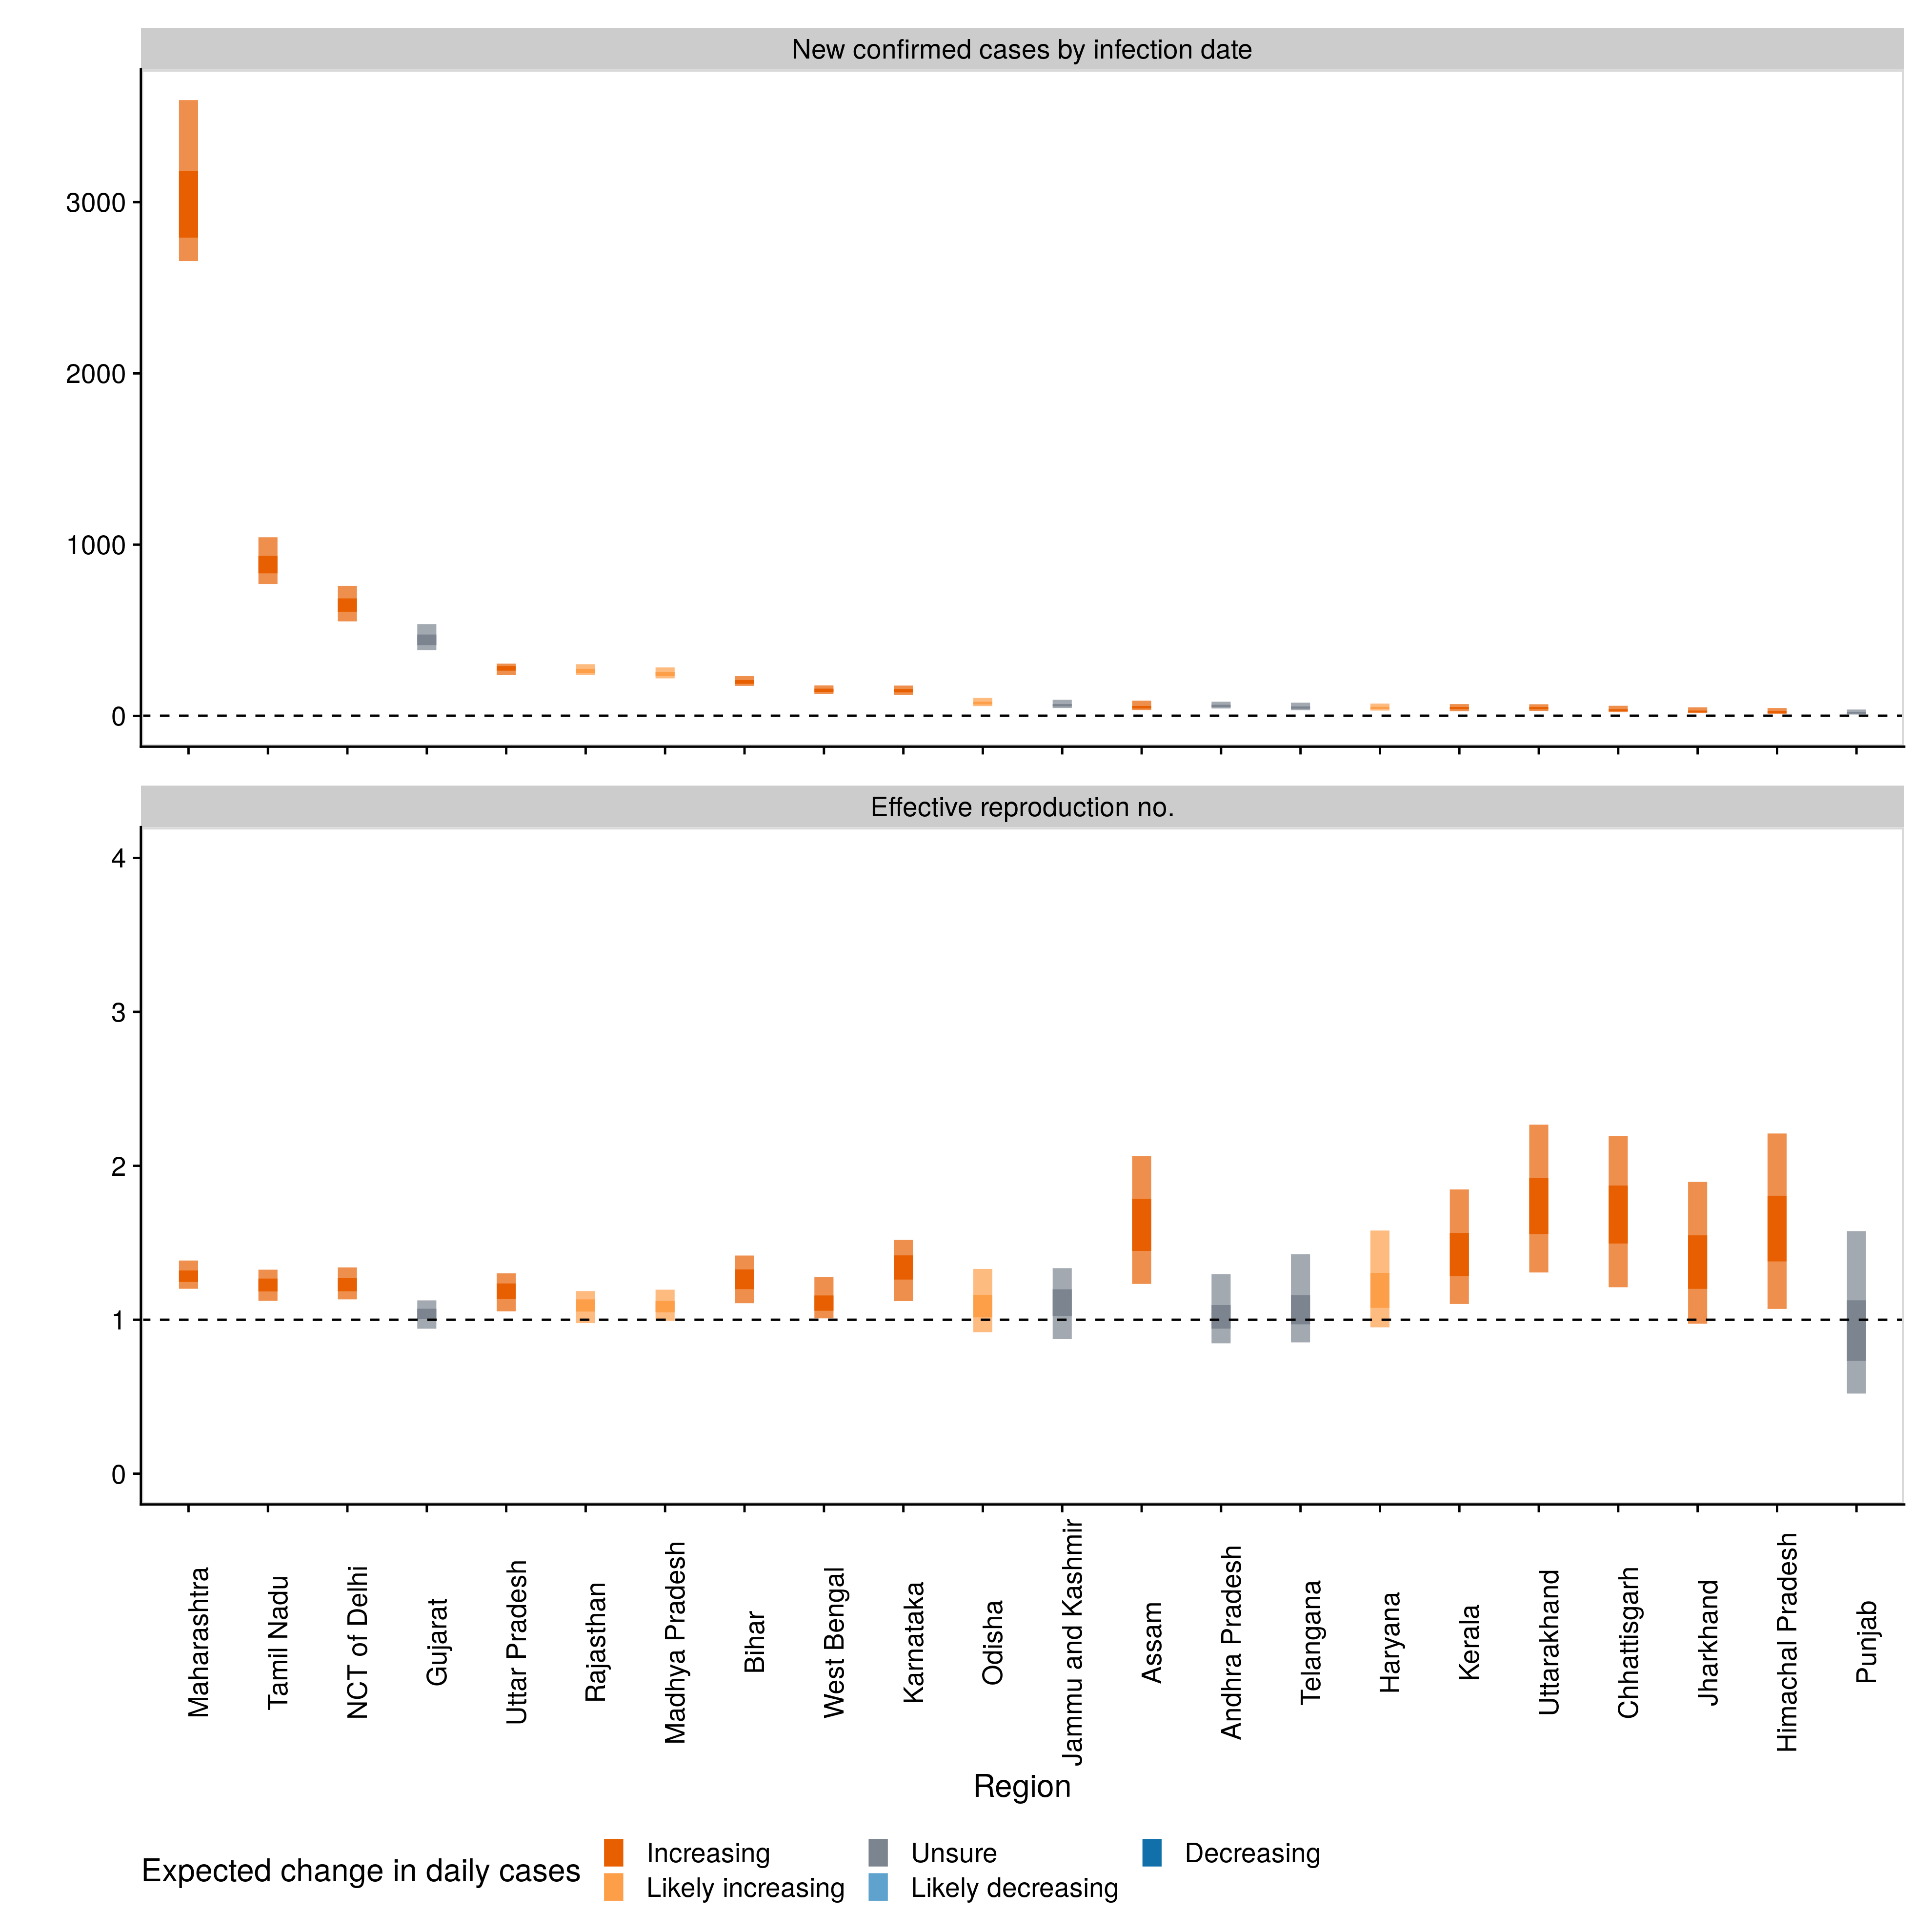 New confirmed cases by infection date
3000
2000
1000
0
Effective reproduction no.
4
3
2
1
0
Maharashtra
Tamil Nadu
NCT of Delhi
Gujarat
Uttar Pradesh
Rajasthan
Madhya Pradesh
Bihar
West Bengal
Karnataka
Odisha
Jammu and Kashmir
Assam
Andhra Pradesh
Telangana
Haryana
Kerala
Uttarakhand
Chhattisgarh
Jharkhand
Himachal Pradesh
Punjab
Region
Expected change in daily cases
Increasing
Likely increasing
Unsure
Likely decreasing
Decreasing